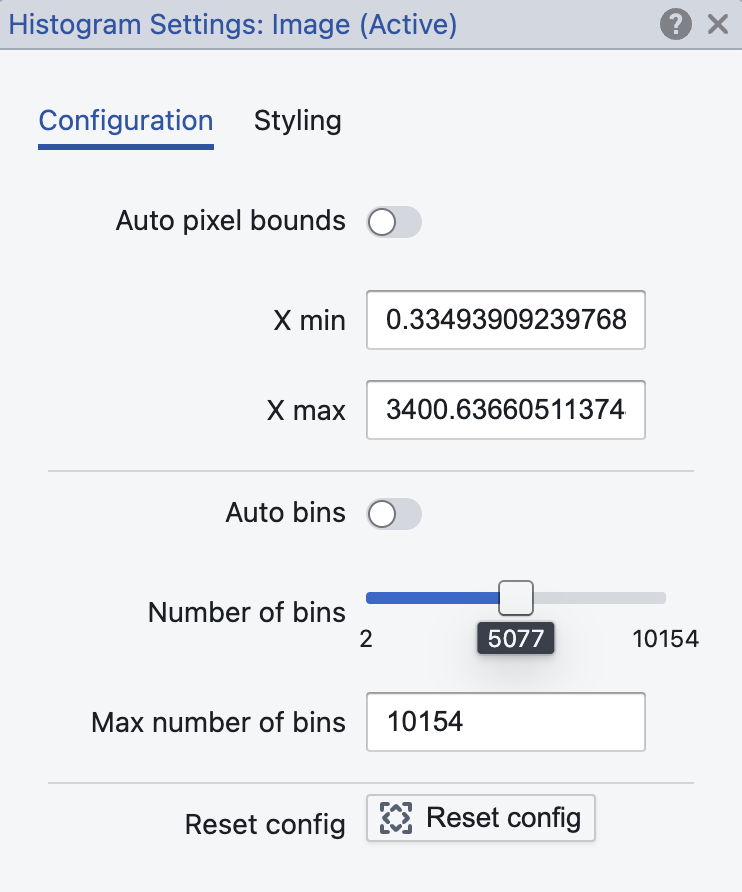 Histogram Settings: Image (Active) ?
Configuration Styling
Auto pixel bounds
X min 0.33493909239768
X max 3400.63660511374
Auto bins
Number of bins
2 5077 10154
Max number of bins 10154
Reset config Reset config